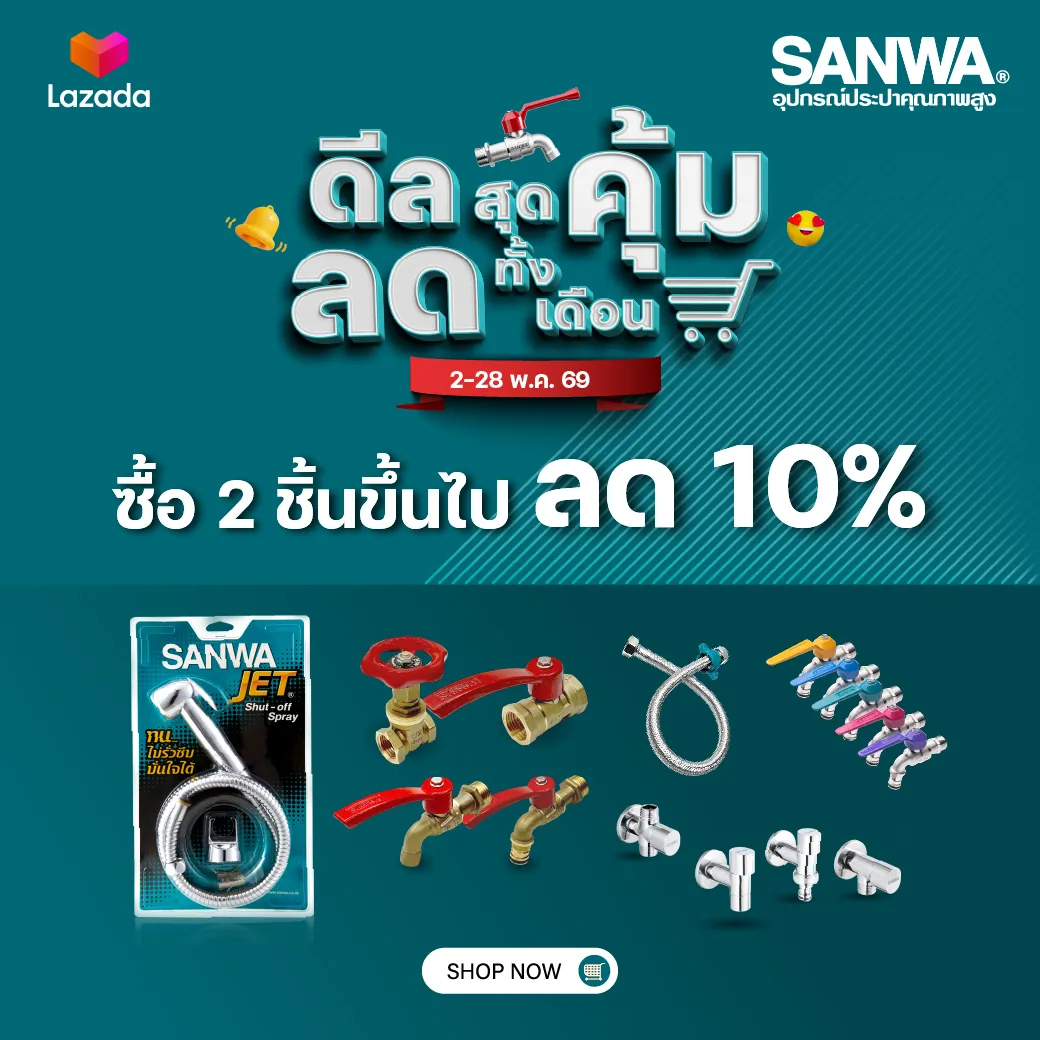 Lazada
SANWA®
อุปกรณ์ประปาคุณภาพสูง
ดีลสุดคุ้ม
ลดทั้งเดือน
2-28 พ.ค. 69
ซื้อ 2 ชิ้นขึ้นไป ลด 10%
SANWA
JET®
Shut-off
Spray
ทน
ไม่รั่วซึม
มั่นใจได้
SHOP NOW